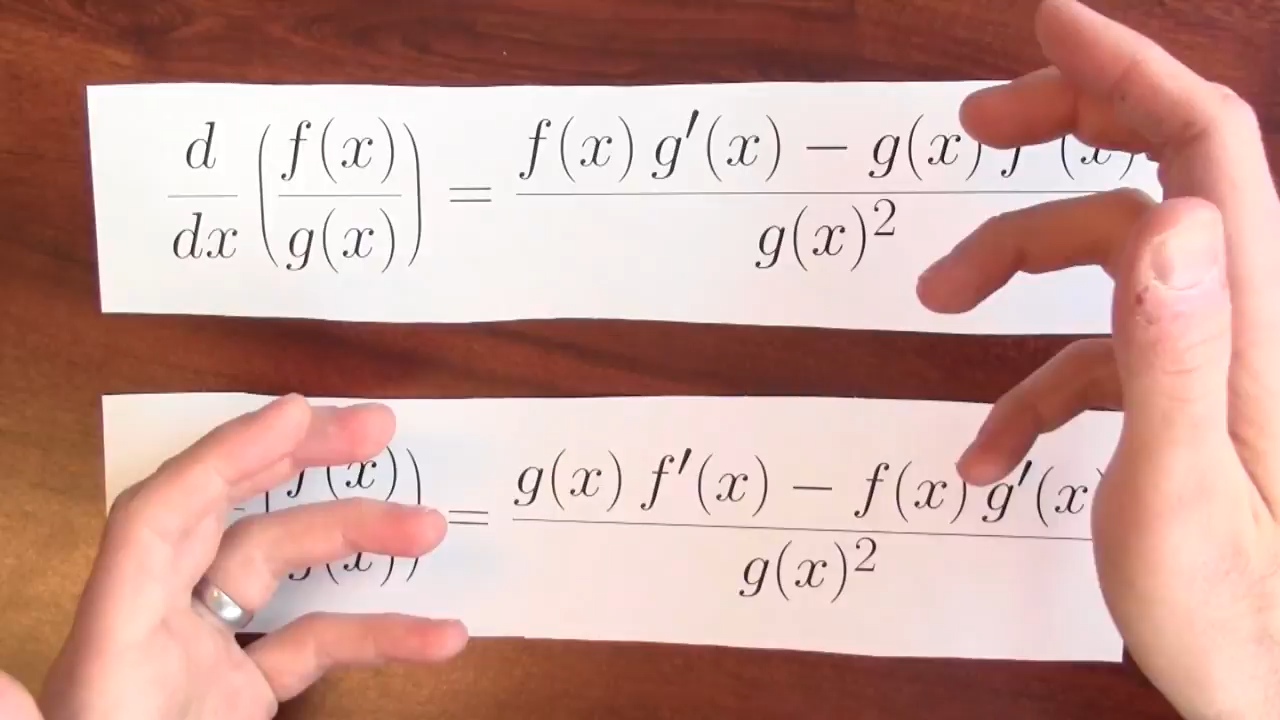 d/dx (f(x)/g(x)) = (f(x) g′(x) − g(x) f′(x))/g(x)²
(f(x)/g(x)) = (g(x) f′(x) − f(x) g′(x))/g(x)²